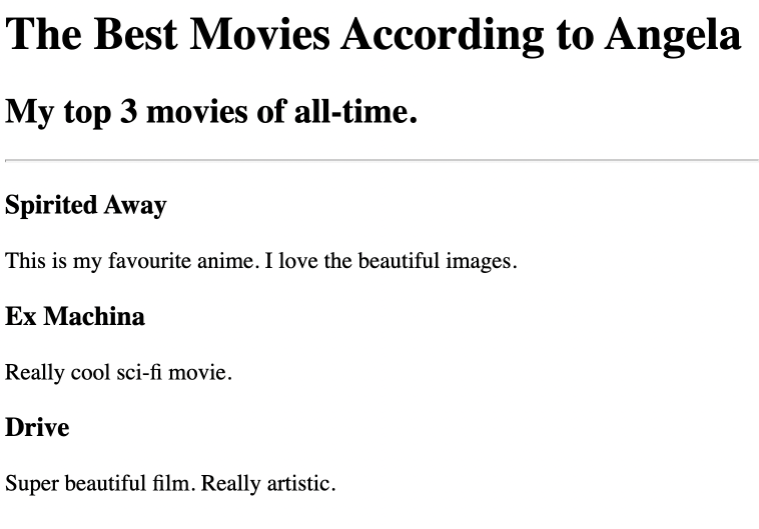 The Best Movies According to Angela
My top 3 movies of all-time.
Spirited Away
This is my favourite anime. I love the beautiful images.
Ex Machina
Really cool sci-fi movie.
Drive
Super beautiful film. Really artistic.